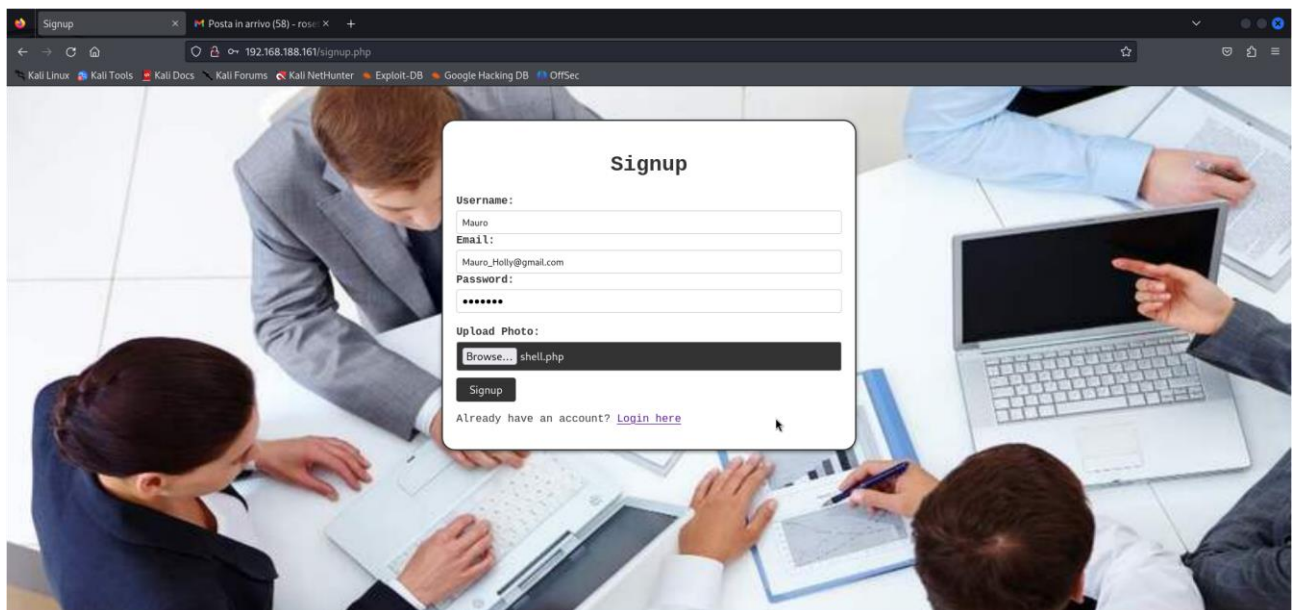 Signup
Posta in arrivo (58) - rose
192.168.188.161/signup.php
Kali Linux Kali Tools Kali Docs Kali Forums Kali NetHunter Exploit-DB Google Hacking DB OffSec
Signup
Username:
Mauro
Email:
Mauro_Holly@gmail.com
Password:
•••••••
Upload Photo:
Browse... shell.php
Signup
Already have an account? Login here